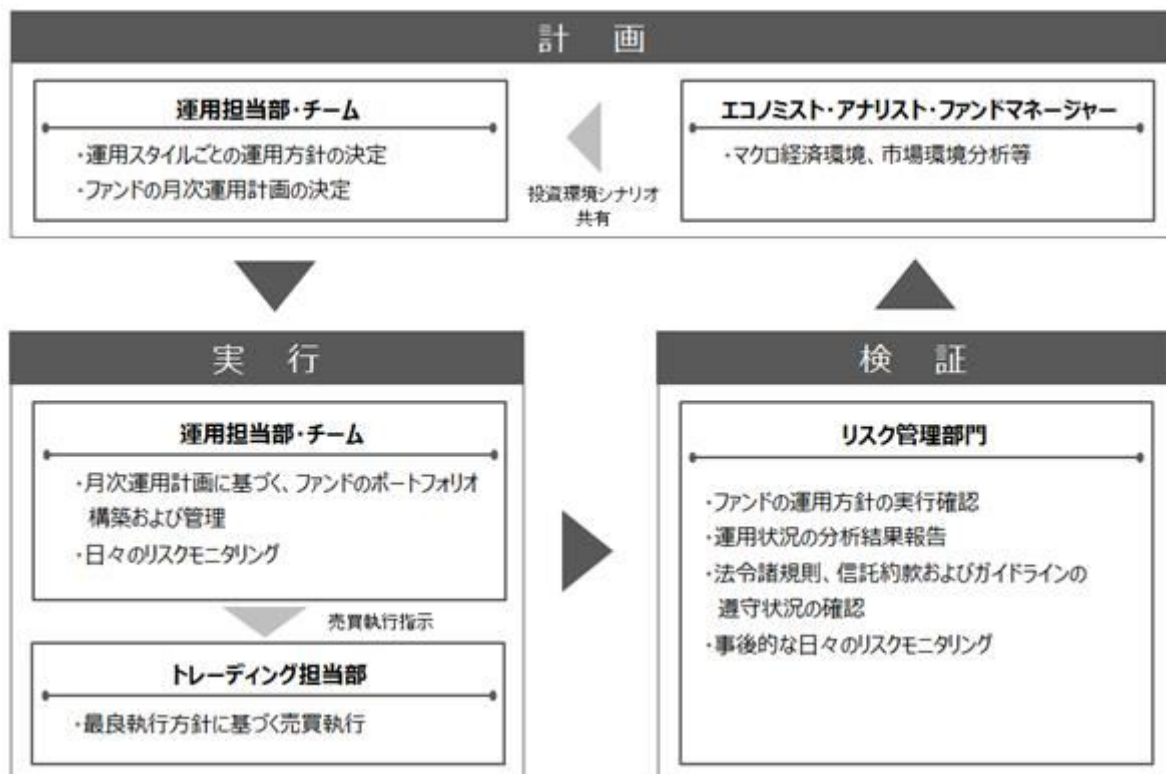 計 画
運用担当部・チーム
・運用スタイルごとの運用方針の決定
・ファンドの月次運用計画の決定
投資環境シナリオ
共有
エコノミスト・アナリスト・ファンドマネージャー
・マクロ経済環境、市場環境分析等
実 行
運用担当部・チーム
・月次運用計画に基づく、ファンドのポートフォリオ
構築および管理
・日々のリスクモニタリング
売買執行指示
トレーディング担当部
・最良執行方針に基づく売買執行
検 証
リスク管理部門
・ファンドの運用方針の実行確認
・運用状況の分析結果報告
・法令諸規則、信託約款およびガイドラインの
遵守状況の確認
・事後的な日々のリスクモニタリング